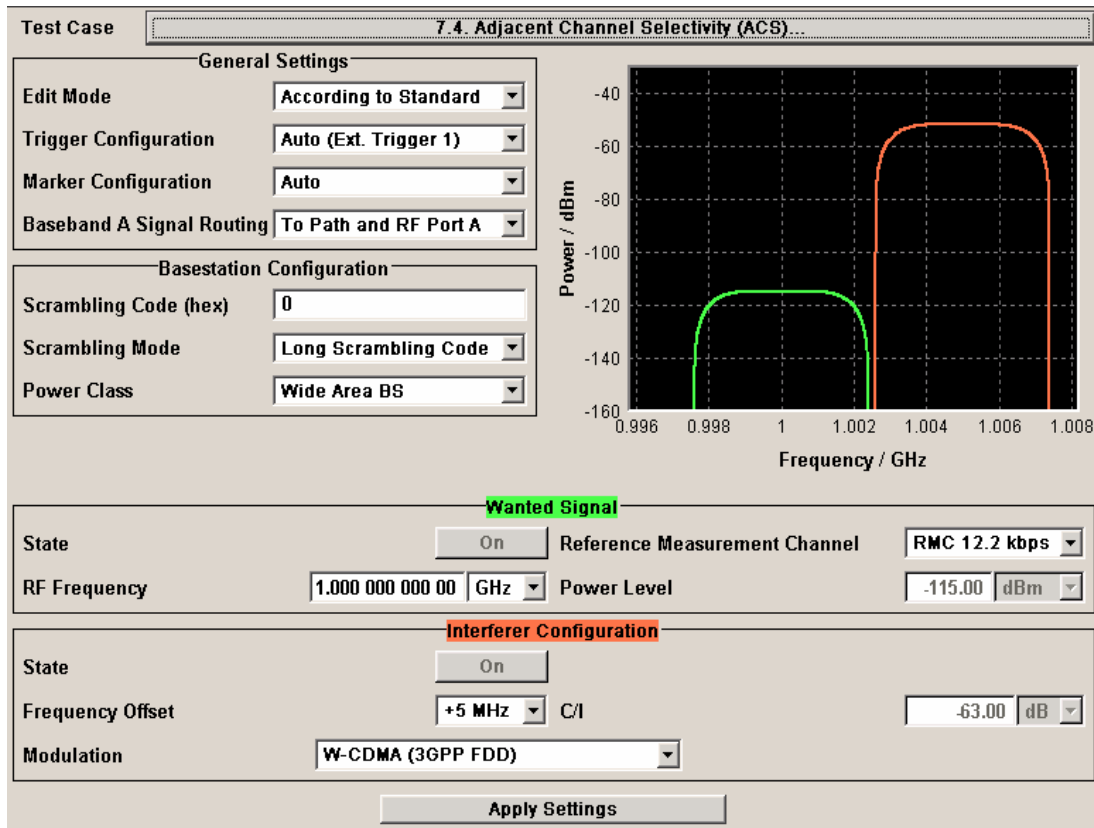 Test Case
7.4. Adjacent Channel Selectivity (ACS)...
General Settings
Edit Mode
According to Standard
Trigger Configuration
Auto (Ext. Trigger 1)
Marker Configuration
Auto
Baseband A Signal Routing
To Path and RF Port A
Basestation Configuration
Scrambling Code (hex)
0
Scrambling Mode
Long Scrambling Code
Power Class
Wide Area BS
Power / dBm
-40
-60
-80
-100
-120
-140
-160
0.996 0.998 1 1.002 1.004 1.006 1.008
Frequency / GHz
Wanted Signal
State
On
Reference Measurement Channel
RMC 12.2 kbps
RF Frequency
1.000 000 000 00 GHz
Power Level
-115.00 dBm
Interferer Configuration
State
On
Frequency Offset
+5 MHz
C/I
-63.00 dB
Modulation
W-CDMA (3GPP FDD)
Apply Settings